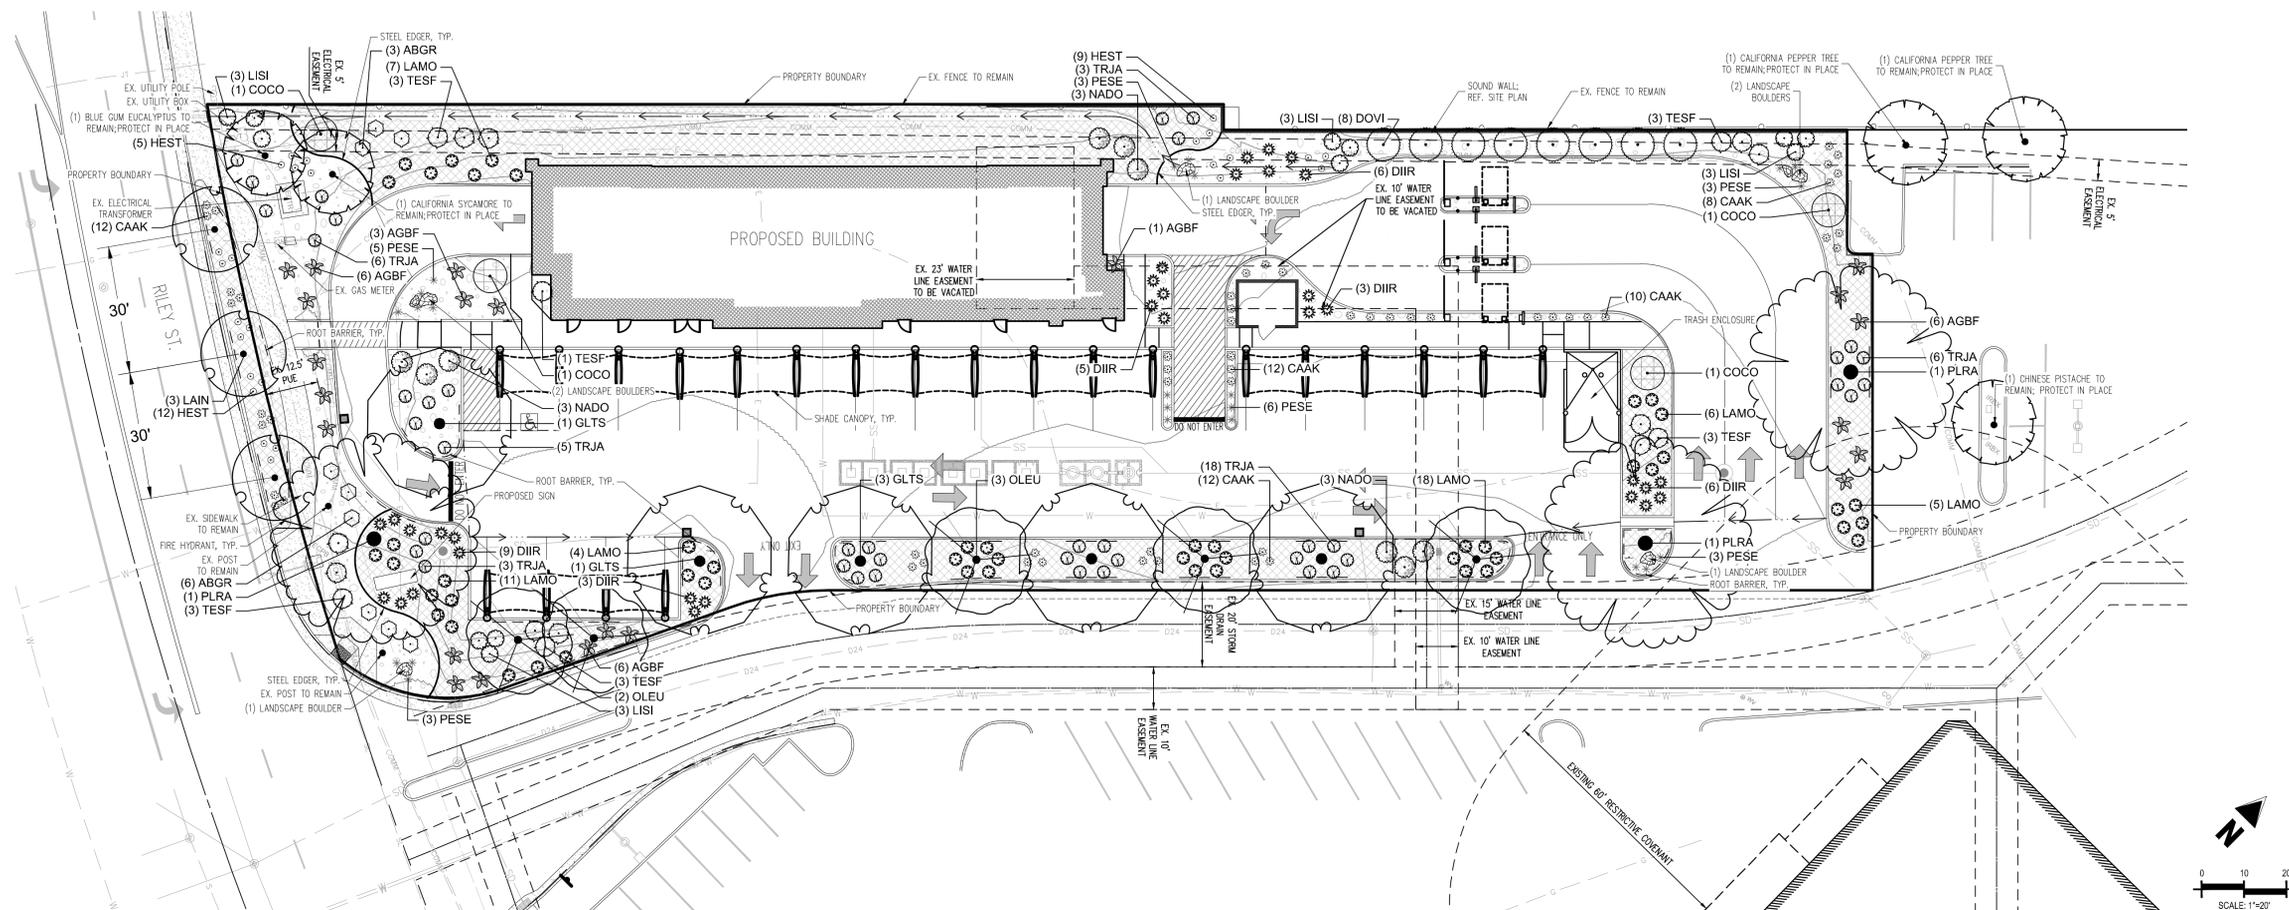 STEEL EDGER, TYP.
(3) ABGR
(7) LAMO
(3) TESF
EX. 5'
ELECTRICAL
EASEMENT
(3) LISI
(1) COCO
EX. UTILITY POLE
EX. UTILITY BOX
(1) BLUE GUM EUCALYPTUS TO
REMAIN;PROTECT IN PLACE
(5) HEST
PROPERTY BOUNDARY
EX. ELECTRICAL
TRANSFORMER
(12) CAAK
PROPERTY BOUNDARY
EX. FENCE TO REMAIN
(9) HEST
(3) TRJA
(3) PESE
(3) NADO
SOUND WALL;
REF. SITE PLAN
EX. FENCE TO REMAIN
(3) LISI
(8) DOVI
(3) TESF
(1) CALIFORNIA PEPPER TREE
TO REMAIN;PROTECT IN PLACE
(1) CALIFORNIA PEPPER TREE
TO REMAIN;PROTECT IN PLACE
(2) LANDSCAPE
BOULDERS
(6) DIIR
(3) LISI
(3) PESE
(8) CAAK
(1) COCO
EX. 5'
ELECTRICAL
EASEMENT
(1) LANDSCAPE BOULDER
STEEL EDGER, TYP.
EX. 10' WATER
LINE EASEMENT
TO BE VACATED
(1) AGBF
(1) CALIFORNIA SYCAMORE TO
REMAIN;PROTECT IN PLACE
(3) AGBF
(5) PESE
(6) TRJA
(6) AGBF
EX. GAS METER
PROPOSED BUILDING
EX. 23' WATER
LINE EASEMENT
TO BE VACATED
(3) DIIR
(10) CAAK
TRASH ENCLOSURE
(6) AGBF
(6) TRJA
(1) PLRA
(1) CHINESE PISTACHE TO
REMAIN; PROTECT IN PLACE
30'
RILEY ST.
ROOT BARRIER, TYP.
EX. 12.5'
PUE
(3) LAIN
(12) HEST
30'
(1) TESF
(1) COCO
(2) LANDSCAPE BOULDERS
(3) NADO
(1) GLTS
(5) TRJA
SHADE CANOPY, TYP.
(5) DIIR
(12) CAAK
(6) PESE
DO NOT ENTER
(1) COCO
(6) LAMO
(3) TESF
(6) DIIR
(5) LAMO
PROPERTY BOUNDARY
ROOT BARRIER, TYP.
PROPOSED SIGN
(3) GLTS
(3) OLEU
(18) TRJA
(12) CAAK
(3) NADO
(18) LAMO
EX. SIDEWALK
TO REMAIN
FIRE HYDRANT, TYP.
EX. POST
TO REMAIN
(6) ABGR
(1) PLRA
(3) TESF
(9) DIIR
(3) TRJA
(11) LAMO
(4) LAMO
(1) GLTS
(3) DIIR
EXIT ONLY
ENTRANCE ONLY
(1) PLRA
(3) PESE
(1) LANDSCAPE BOULDER
ROOT BARRIER, TYP.
PROPERTY BOUNDARY
EX. 20' STORM
DRAIN
EASEMENT
EX. 15' WATER LINE
EASEMENT
EX. 10' WATER LINE
EASEMENT
STEEL EDGER, TYP.
EX. POST TO REMAIN
(1) LANDSCAPE BOULDER
(3) PESE
(6) AGBF
(3) TESF
(2) OLEU
(3) LISI
EX. 10'
WATER LINE
EASEMENT
EXISTING 60' RESTRICTIVE COVENANT
N
0 10 20
SCALE: 1"=20'